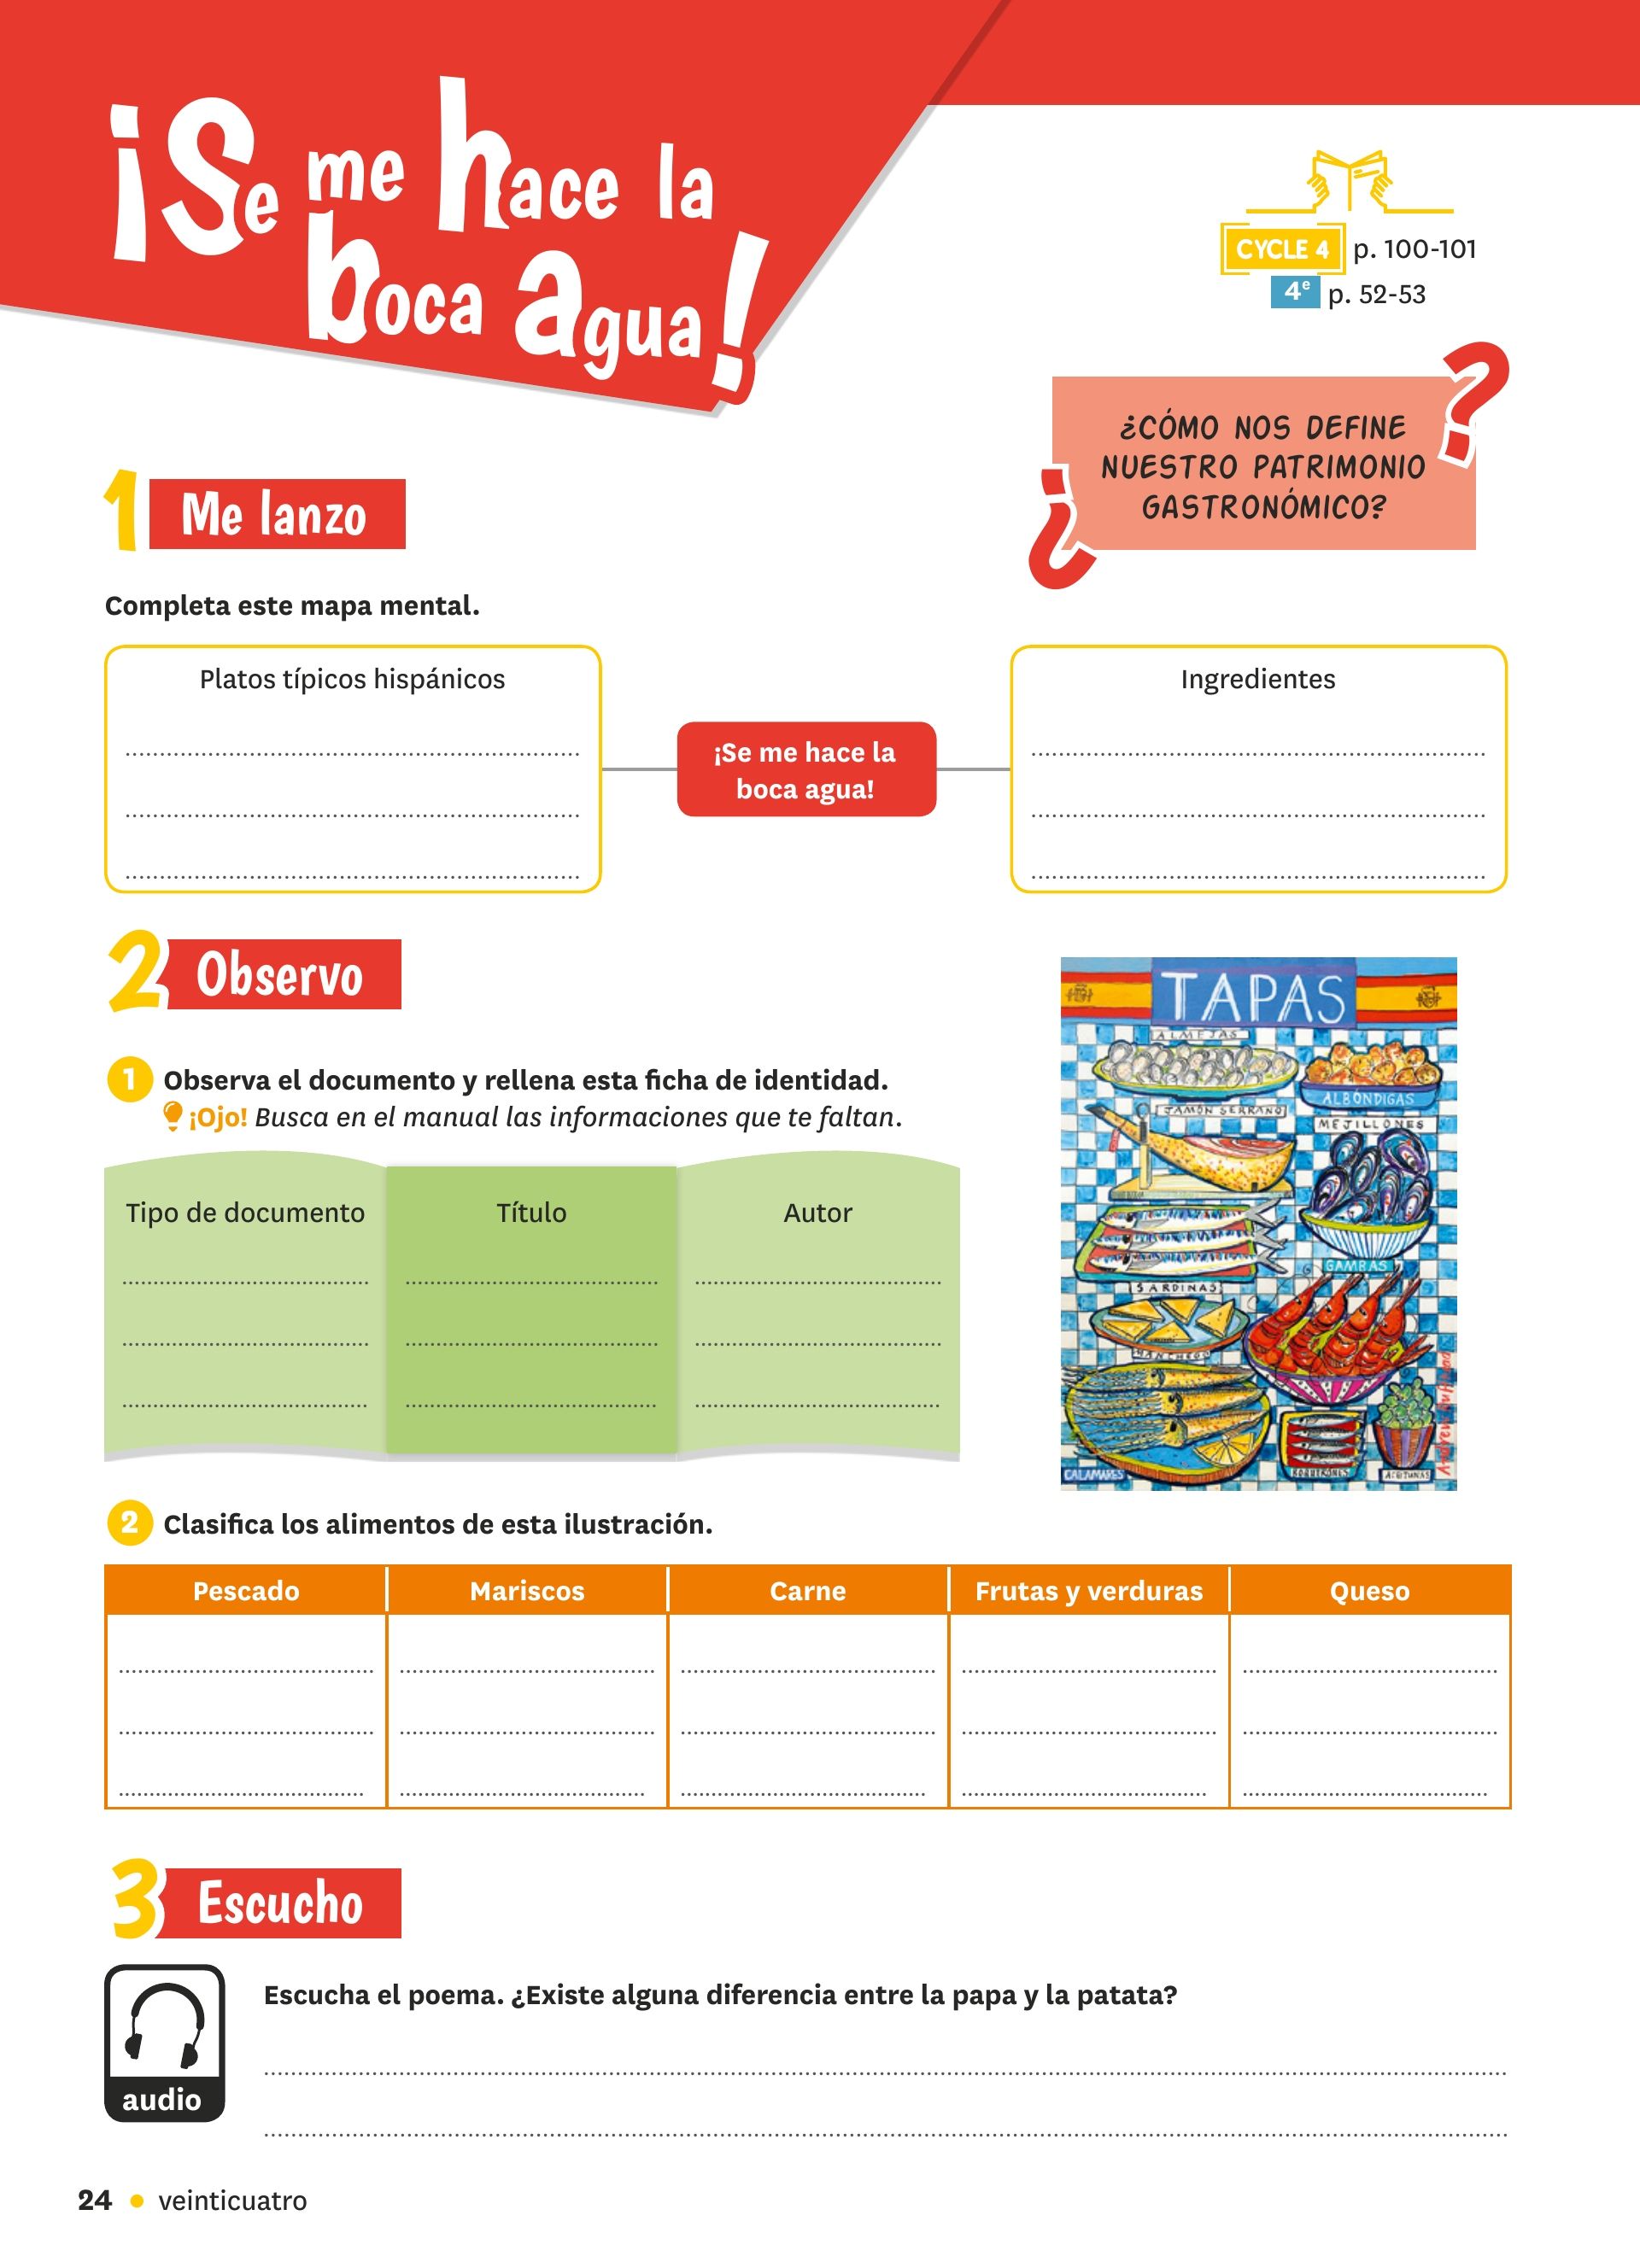 ¡Se me hace la
boca agua!
CYCLE 4 p. 100-101
4e p. 52-53
¿CÓMO NOS DEFINE
NUESTRO PATRIMONIO
GASTRONÓMICO?
1 Me lanzo
Completa este mapa mental.
Platos típicos hispánicos
¡Se me hace la
boca agua!
Ingredientes
2 Observo
1 Observa el documento y rellena esta ficha de identidad.
¡Ojo! Busca en el manual las informaciones que te faltan.
Tipo de documento
Título
Autor
TAPAS
ALMEJAS
ALBÓNDIGAS
JAMÓN SERRANO
MEJILLONES
GAMBAS
SARDINAS
MANCHEGO
CALAMARES
BOQUERONES
ACEITUNAS
2 Clasifica los alimentos de esta ilustración.
Pescado Mariscos Carne Frutas y verduras Queso
3 Escucho
audio
Escucha el poema. ¿Existe alguna diferencia entre la papa y la patata?
24 • veinticuatro